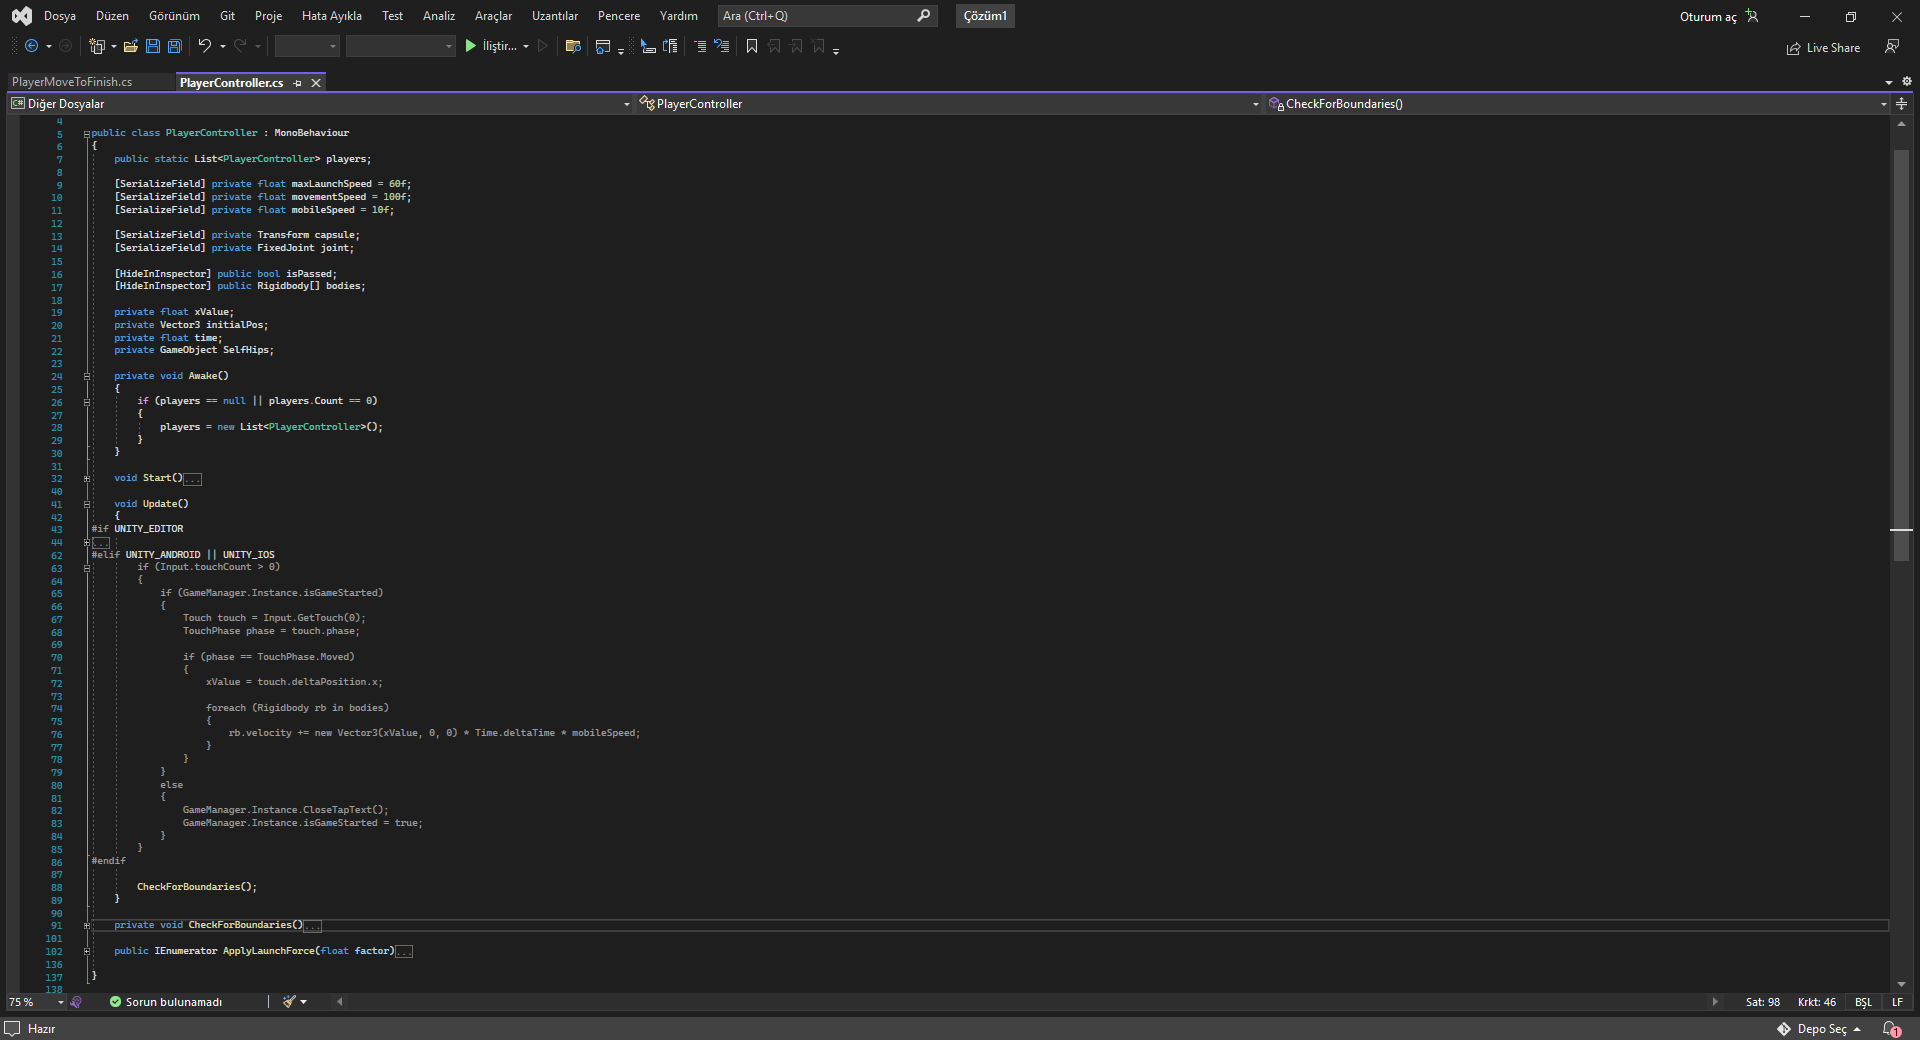 Dosya Düzen Görünüm Git Proje Hata Ayıkla Test Analiz Araçlar Uzantılar Pencere Yardım Ara (Ctrl+Q) Çözüm1 Oturum aç
İliştir... Live Share
PlayerMoveToFinish.cs PlayerController.cs
C# Diğer Dosyalar PlayerController CheckForBoundaries()
4
5 public class PlayerController : MonoBehaviour
6 {
7 public static List<PlayerController> players;
8
9 [SerializeField] private float maxLaunchSpeed = 60f;
10 [SerializeField] private float movementSpeed = 100f;
11 [SerializeField] private float mobileSpeed = 10f;
12
13 [SerializeField] private Transform capsule;
14 [SerializeField] private FixedJoint joint;
15
16 [HideInInspector] public bool isPassed;
17 [HideInInspector] public Rigidbody[] bodies;
18
19 private float xValue;
20 private Vector3 initialPos;
21 private float time;
22 private GameObject SelfHips;
23
24 private void Awake()
25 {
26 if (players == null || players.Count == 0)
27 {
28 players = new List<PlayerController>();
29 }
30 }
31
32 void Start()...
40
41 void Update()
42 {
43 #if UNITY_EDITOR
44 ...
62 #elif UNITY_ANDROID || UNITY_IOS
63 if (Input.touchCount > 0)
64 {
65 if (GameManager.Instance.isGameStarted)
66 {
67 Touch touch = Input.GetTouch(0);
68 TouchPhase phase = touch.phase;
69
70 if (phase == TouchPhase.Moved)
71 {
72 xValue = touch.deltaPosition.x;
73
74 foreach (Rigidbody rb in bodies)
75 {
76 rb.velocity += new Vector3(xValue, 0, 0) * Time.deltaTime * mobileSpeed;
77 }
78 }
79 }
80 else
81 {
82 GameManager.Instance.CloseTapText();
83 GameManager.Instance.isGameStarted = true;
84 }
85 }
86 #endif
87
88 CheckForBoundaries();
89 }
90
91 private void CheckForBoundaries()...
101
102 public IEnumerator ApplyLaunchForce(float factor)...
136
137 }
138
75 % Sorun bulunamadı Sat: 98 Krkt: 46 BŞL LF
Hazır Depo Seç 1